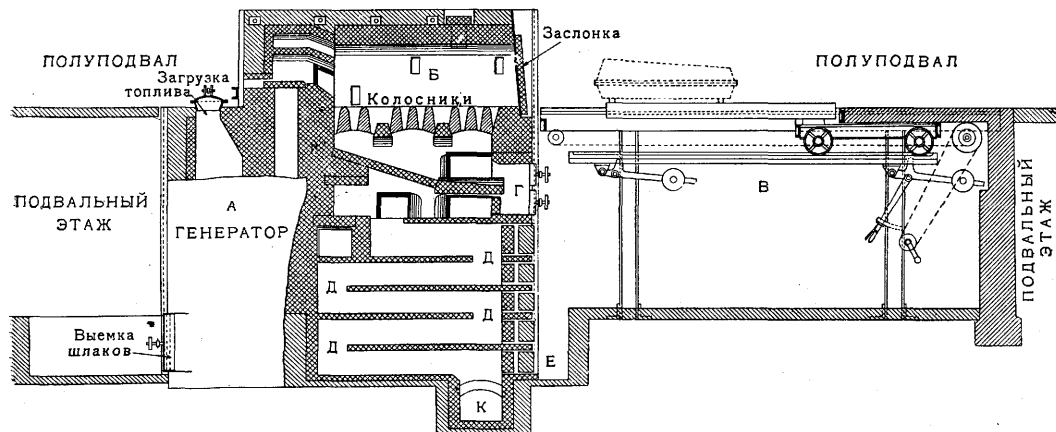 ПОЛУПОДВАЛ
Загрузка
топлива
Б
Колосники
Заслонка
ПОЛУПОДВАЛ
ПОДВАЛЬНЫЙ
ЭТАЖ
А
ГЕНЕРАТОР
Г
В
ПОДВАЛЬНЫЙ
ЭТАЖ
Д
Д
Д
Д
Выемка
шлаков
Е
К